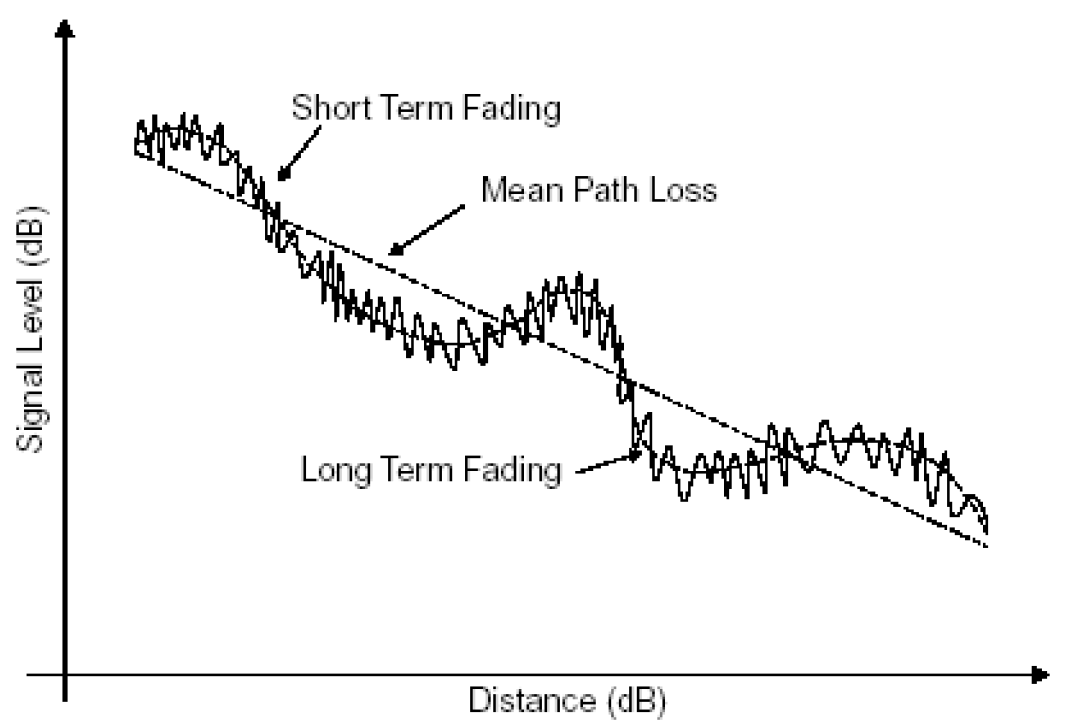 Short Term Fading
Mean Path Loss
Signal Level (dB)
Long Term Fading
Distance (dB)